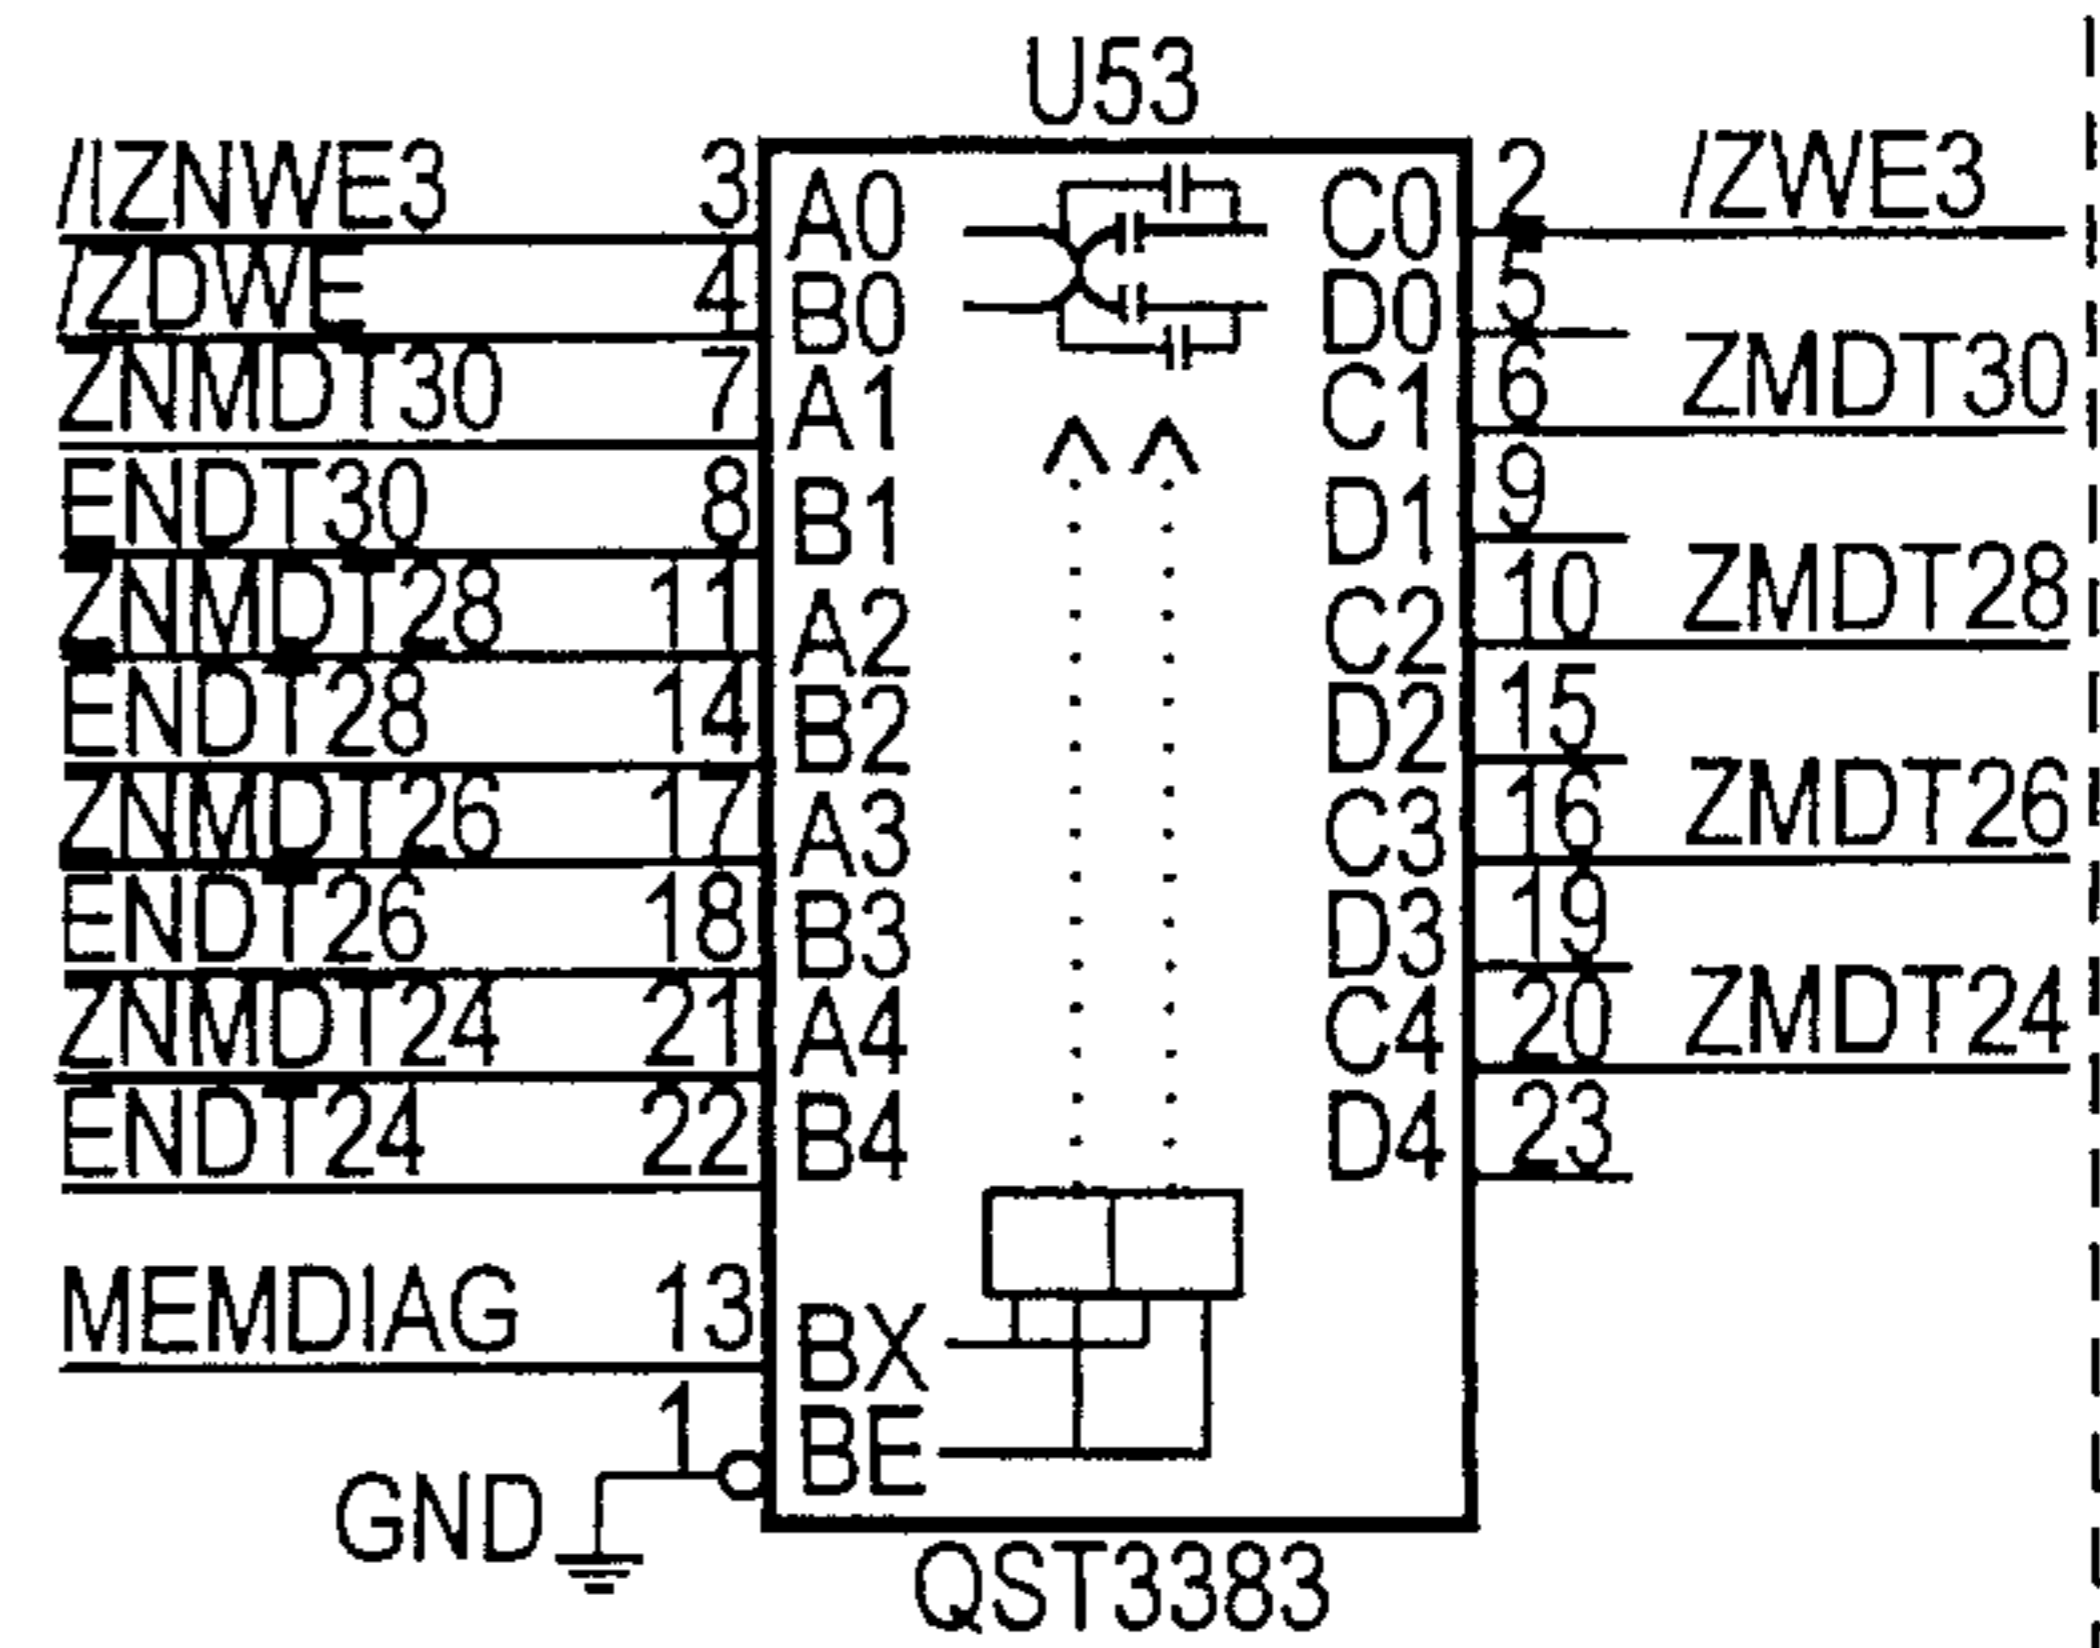 U53
/IZNWE3 3 A0 C0 2 /ZWE3
/ZDWE 4 B0 D0 5
ZNMDT30 7 A1 C1 6 ZMDT30
ENDT30 8 B1 D1 9
ZNMDT28 11 A2 C2 10 ZMDT28
ENDT28 14 B2 D2 15
ZNMDT26 17 A3 C3 16 ZMDT26
ENDT26 18 B3 D3 19
ZNMDT24 21 A4 C4 20 ZMDT24
ENDT24 22 B4 D4 23
MEMDIAG 13 BX
1 BE
GND
QST3383